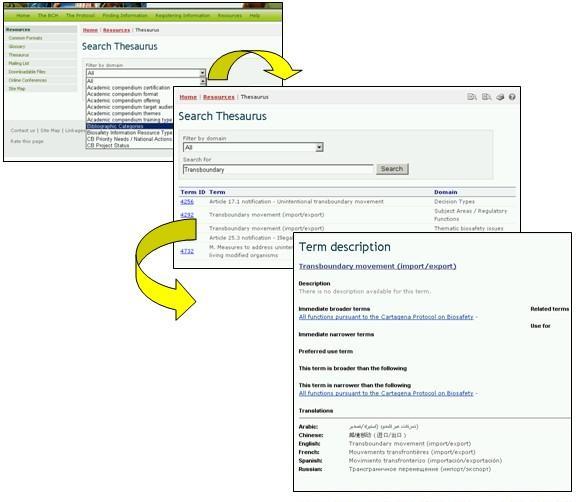 Home | The BCH | The Protocol | Finding Information | Registering Information | Resources | Help
Resources
Common Formats
Glossary
Thesaurus
Mailing List
Downloadable Files
Online Conferences
Site Map
Home | Resources | Thesaurus
Search Thesaurus
Filter by domain
All
All
Academic compendium certification
Academic compendium format
Academic compendium offering
Academic compendium target audien
Academic compendium themes
Academic compendium training type
Bibliographic Categories
Biosafety Information Resource Type
CB Priority Needs / National Actions
CB Project Status
Contact us | Site Map | Linkages
Rate this page
Home | Resources | Thesaurus
Search Thesaurus
Filter by domain
All
Search for
Transboundary
Search
Term ID Term Domain
4256 Article 17.1 notification - Unintentional transboundary movement Decision Types
4292 Transboundary movement (import/export) Subject Areas / Regulatory Functions
Transboundary movement (import/export) Thematic biosafety issues
Article 25.3 notification - Illega
4732 M. Measures to address uninten
living modified organisms
Term description
Transboundary movement (import/export)
Description
There is no description available for this term.
Immediate broader terms Related terms
All functions pursuant to the Cartagena Protocol on Biosafety -
Use for
Immediate narrower terms
Preferred use term
This term is broader than the following
This term is narrower than the following
All functions pursuant to the Cartagena Protocol on Biosafety -
Translations
Arabic:
Chinese: 越境移动（进口/出口）
English: Transboundary movement (import/export)
French: Mouvements transfrontières (import/export)
Spanish: Movimiento transfronterizo (importación/exportación)
Russian: Трансграничное перемещение (импорт/экспорт)